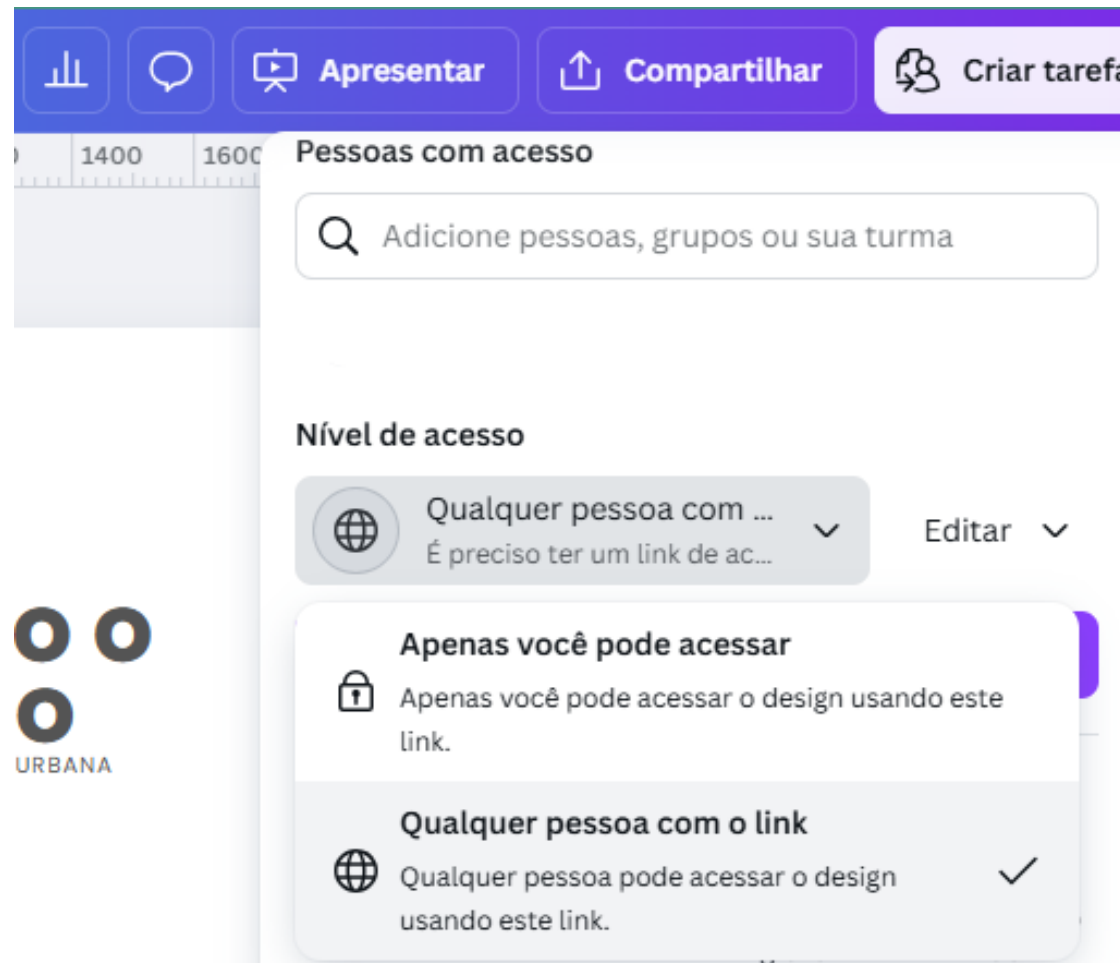 Apresentar
Compartilhar
Criar tarefa
1400
1600
Pessoas com acesso
Adicione pessoas, grupos ou sua turma
Nível de acesso
Qualquer pessoa com ...
É preciso ter um link de ac...
Editar
Apenas você pode acessar
Apenas você pode acessar o design usando este
link.
O O
O
URBANA
Qualquer pessoa com o link
Qualquer pessoa pode acessar o design
usando este link.